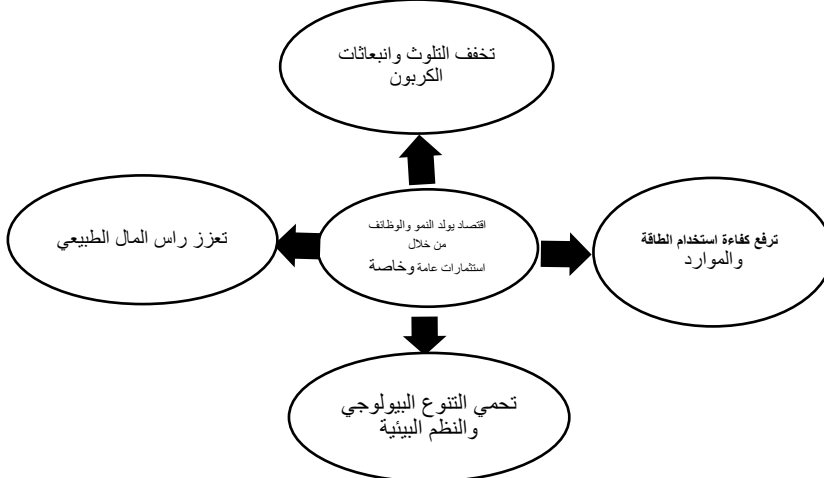 تخفف التلوث وانبعاثات
الكربون
اقتصاد يولد النمو والوظائف
من خلال
استثمارات عامة وخاصة
ترفع كفاءة استخدام الطاقة
والموارد
تعزز راس المال الطبيعي
تحمي التنوع البيولوجي
والنظم البيئية